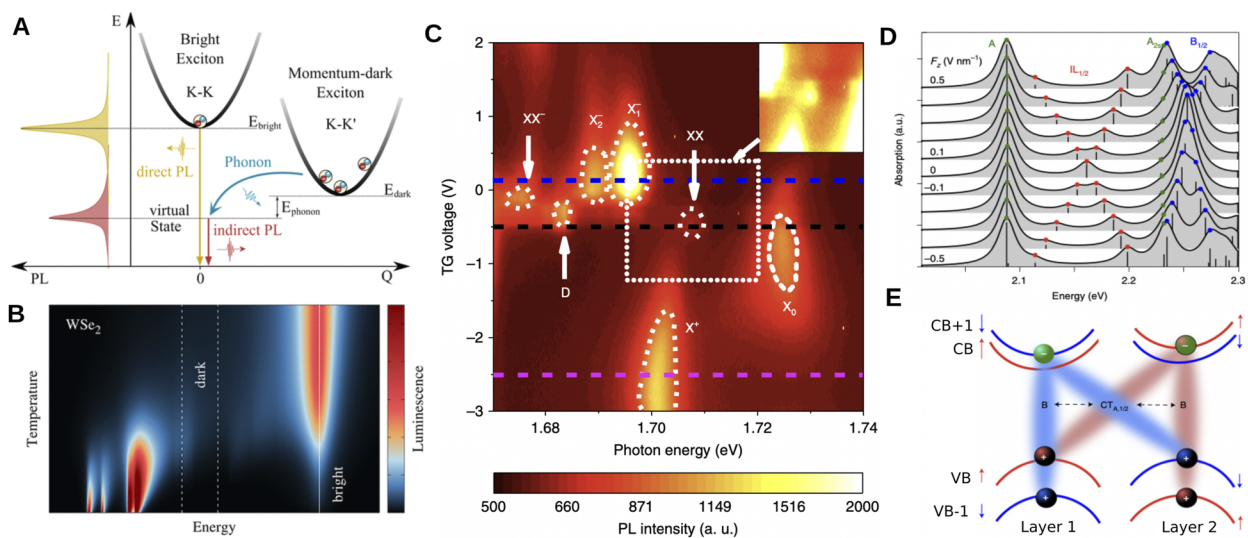 A
E
Bright
Exciton
K-K
Momentum-dark
Exciton
K-K'
E_bright
direct PL
Phonon
E_dark
E_phonon
virtual
State
indirect PL
PL
0
Q
B
WSe₂
dark
bright
Temperature
Energy
Luminescence
C
2
1
0
−1
−2
−3
TG voltage (V)
XX⁻
X₂⁻
X₁⁻
XX
D
X₀
X⁺
1.68
1.70
1.72
1.74
Photon energy (eV)
500
660
871
1149
1516
2000
PL intensity (a. u.)
D
A
A₂ₛ
B₁/₂
F_z (V nm⁻¹)
IL₁/₂
0.5
0.1
0
−0.1
−0.5
Absorption (a.u.)
2.1
2.2
2.3
Energy (eV)
E
CB+1 ↓
CB ↑
B
CT_A,1/2
B
VB ↑
VB-1 ↓
Layer 1
Layer 2